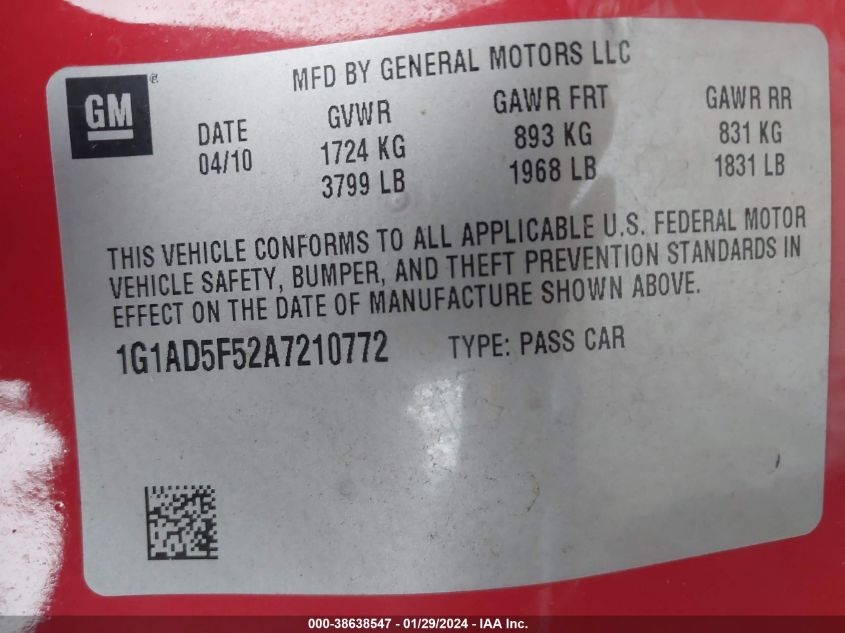 GM ®
MFD BY GENERAL MOTORS LLC
DATE GVWR GAWR FRT GAWR RR
04/10 1724 KG 893 KG 831 KG
3799 LB 1968 LB 1831 LB
THIS VEHICLE CONFORMS TO ALL APPLICABLE U.S. FEDERAL MOTOR
VEHICLE SAFETY, BUMPER, AND THEFT PREVENTION STANDARDS IN
EFFECT ON THE DATE OF MANUFACTURE SHOWN ABOVE.
1G1AD5F52A7210772 TYPE: PASS CAR
000-38638547 - 01/29/2024 - IAA Inc.